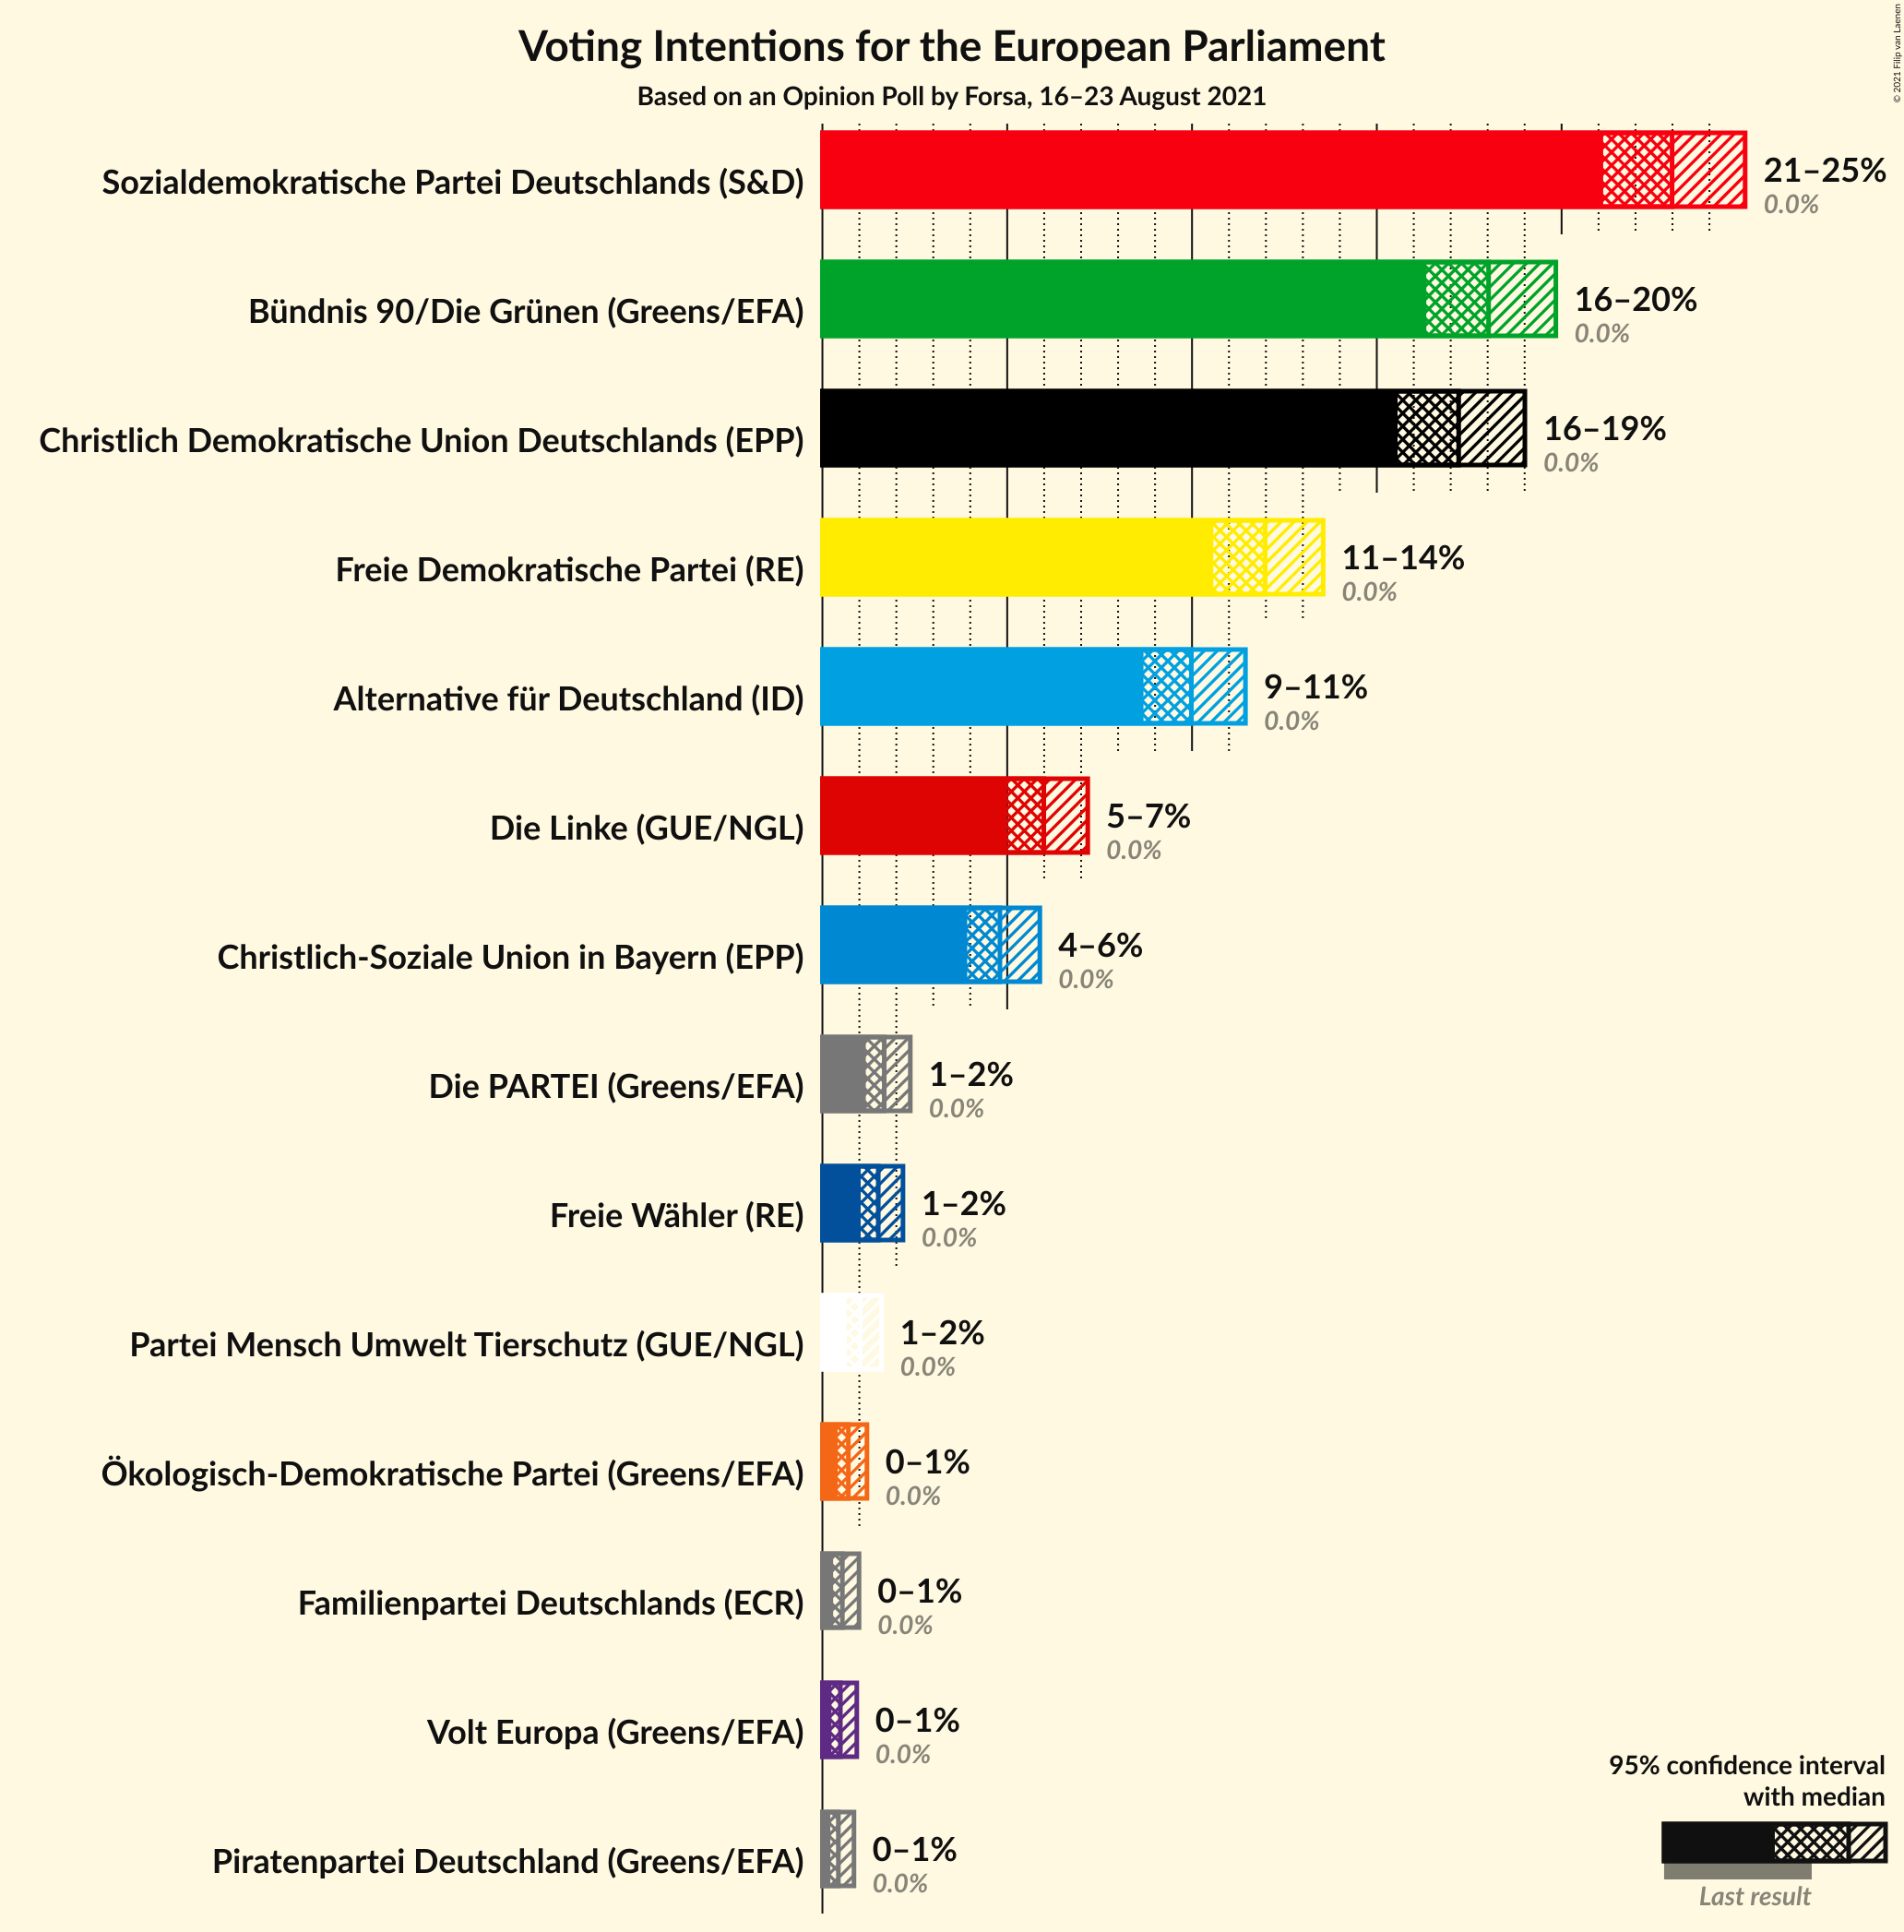 Voting Intentions for the European Parliament
Based on an Opinion Poll by Forsa, 16–23 August 2021
© 2021 Filip van Laenen
Sozialdemokratische Partei Deutschlands (S&D)
21–25%
0.0%
Bündnis 90/Die Grünen (Greens/EFA)
16–20%
0.0%
Christlich Demokratische Union Deutschlands (EPP)
16–19%
0.0%
Freie Demokratische Partei (RE)
11–14%
0.0%
Alternative für Deutschland (ID)
9–11%
0.0%
Die Linke (GUE/NGL)
5–7%
0.0%
Christlich-Soziale Union in Bayern (EPP)
4–6%
0.0%
Die PARTEI (Greens/EFA)
1–2%
0.0%
Freie Wähler (RE)
1–2%
0.0%
Partei Mensch Umwelt Tierschutz (GUE/NGL)
1–2%
0.0%
Ökologisch-Demokratische Partei (Greens/EFA)
0–1%
0.0%
Familienpartei Deutschlands (ECR)
0–1%
0.0%
Volt Europa (Greens/EFA)
0–1%
0.0%
Piratenpartei Deutschland (Greens/EFA)
0–1%
0.0%
95% confidence interval
with median
Last result